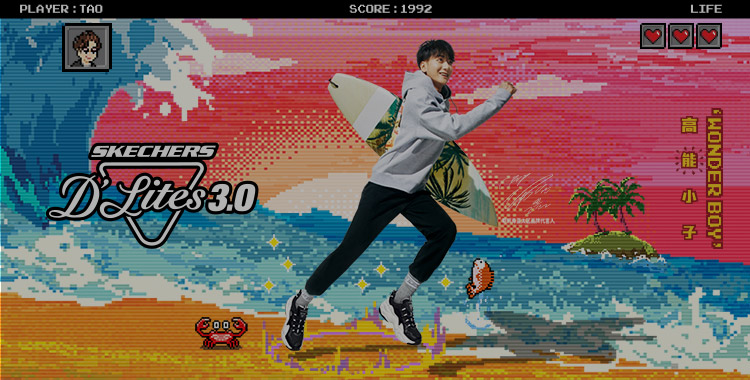 PLAYER:TAO
SCORE:1992
LIFE
SKECHERS
D'Lites 3.0
"WONDER BOY"
高能小子